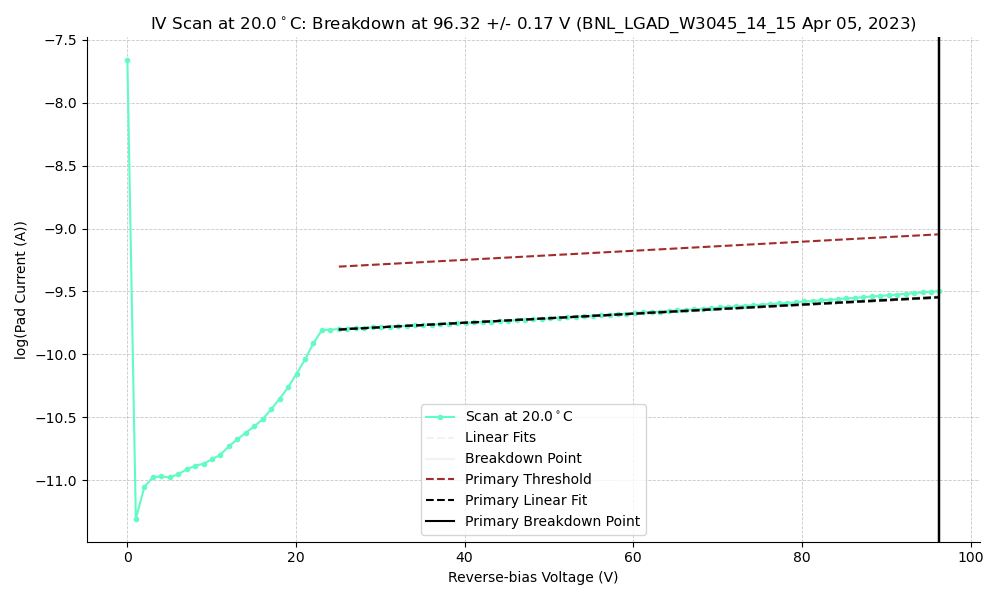 IV Scan at 20.0°C: Breakdown at 96.32 +/- 0.17 V (BNL_LGAD_W3045_14_15 Apr 05, 2023)
log(Pad Current (A))
−7.5
−8.0
−8.5
−9.0
−9.5
−10.0
−10.5
−11.0
Scan at 20.0°C
Linear Fits
Breakdown Point
Primary Threshold
Primary Linear Fit
Primary Breakdown Point
0 20 40 60 80 100
Reverse-bias Voltage (V)